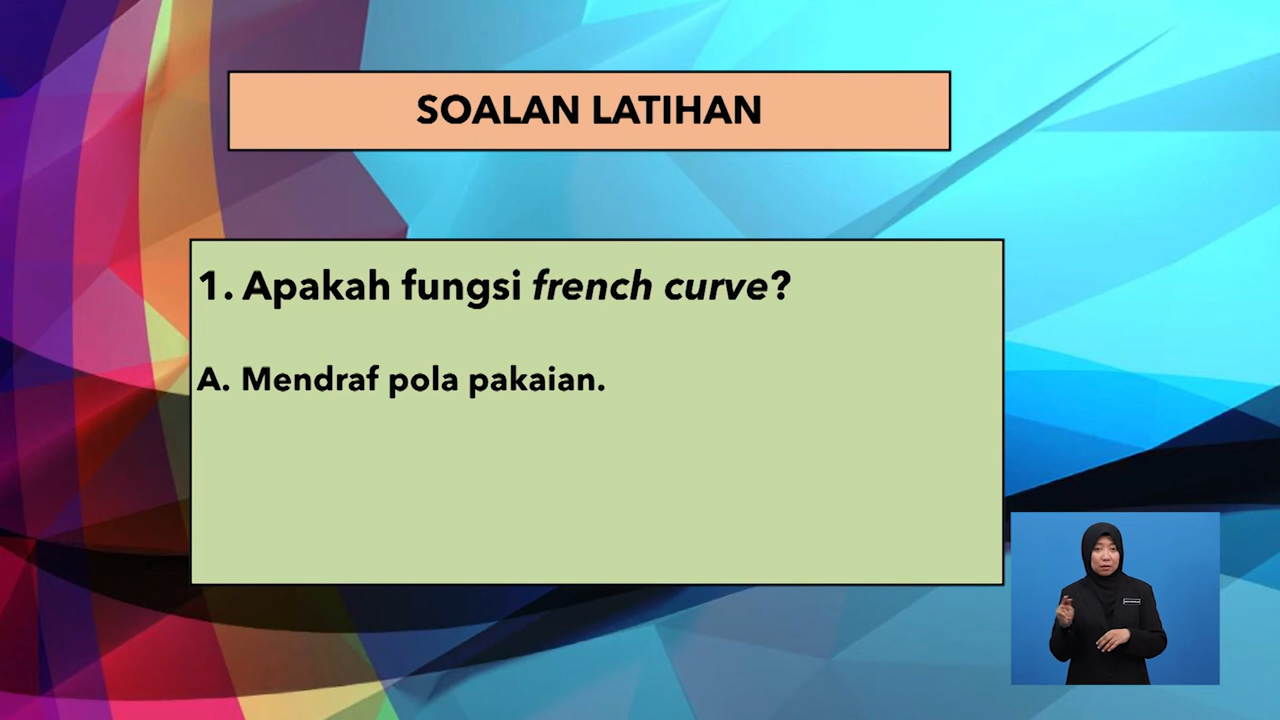 SOALAN LATIHAN
1. Apakah fungsi french curve?
A. Mendraf pola pakaian.